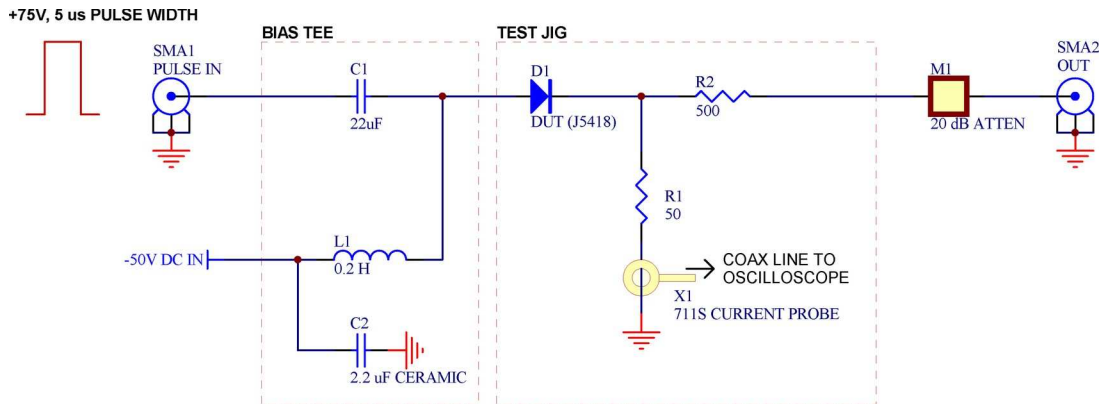 +75V, 5 us PULSE WIDTH
SMA1
PULSE IN
BIAS TEE
C1
22uF
TEST JIG
D1
DUT (J5418)
R2
500
M1
20 dB ATTEN
SMA2
OUT
R1
50
-50V DC IN
L1
0.2 H
COAX LINE TO
OSCILLOSCOPE
X1
711S CURRENT PROBE
C2
2.2 uF CERAMIC